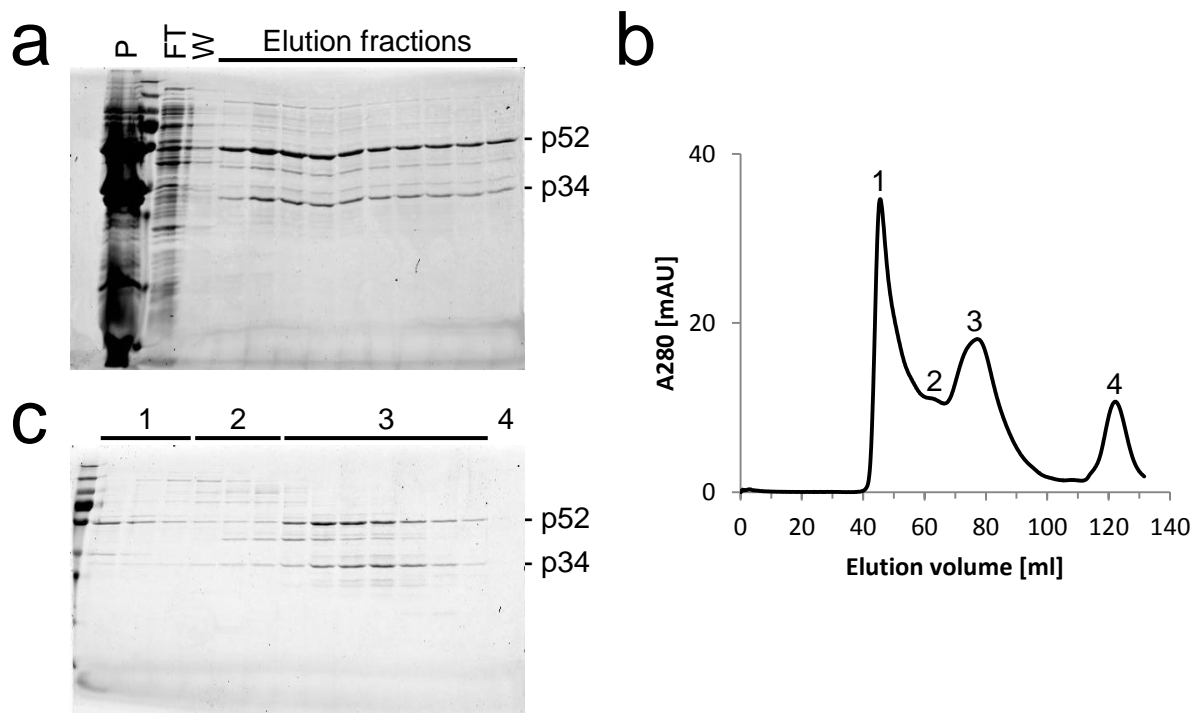 a
P
FT
W
Elution fractions
- p52
- p34
b
40
20
0
A280 [mAU]
1
2
3
4
0 20 40 60 80 100 120 140
Elution volume [ml]
c
1 2 3 4
- p52
- p34